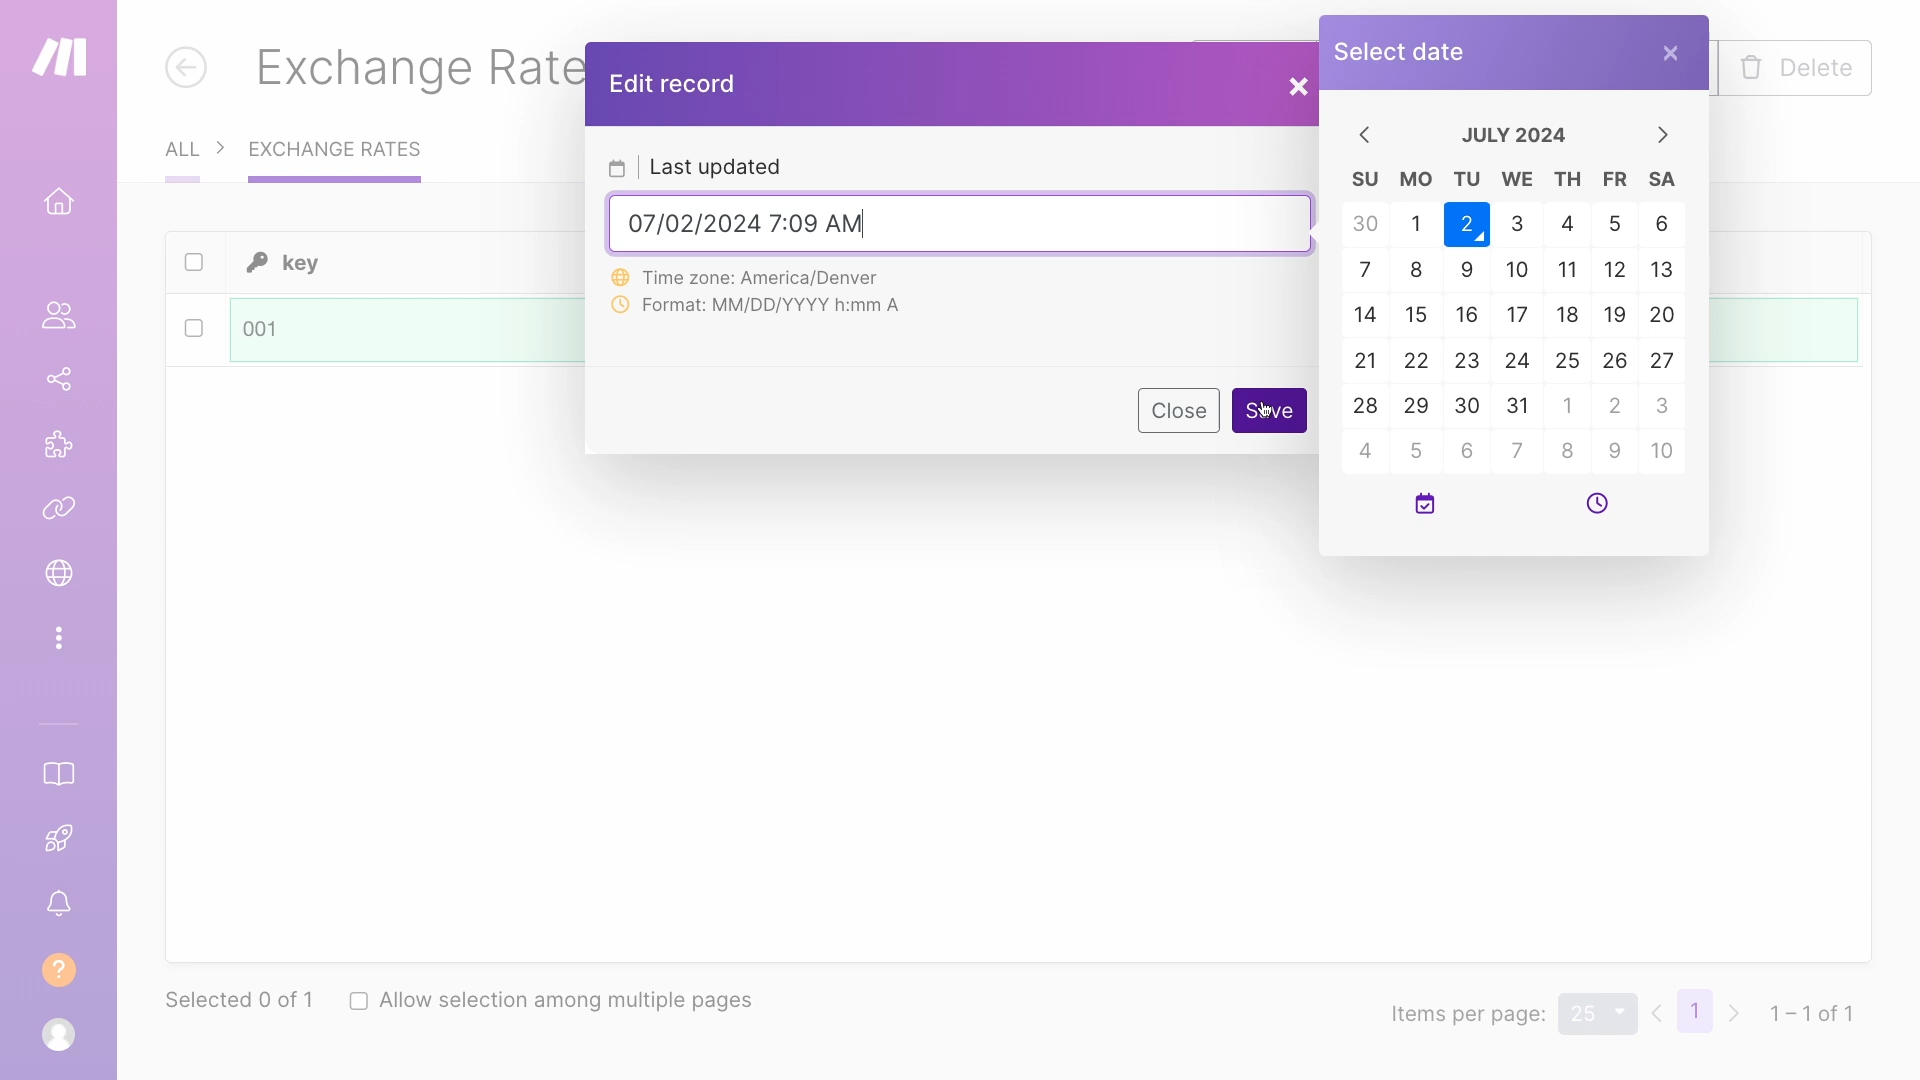 Exchange Rate
Delete
ALL > EXCHANGE RATES
key
001
Edit record
Last updated
07/02/2024 7:09 AM
Time zone: America/Denver
Format: MM/DD/YYYY h:mm A
Close
Save
Select date
JULY 2024
SU MO TU WE TH FR SA
30 1 2 3 4 5 6
7 8 9 10 11 12 13
14 15 16 17 18 19 20
21 22 23 24 25 26 27
28 29 30 31 1 2 3
4 5 6 7 8 9 10
?
Selected 0 of 1
Allow selection among multiple pages
Items per page: 25 < 1 > 1 – 1 of 1